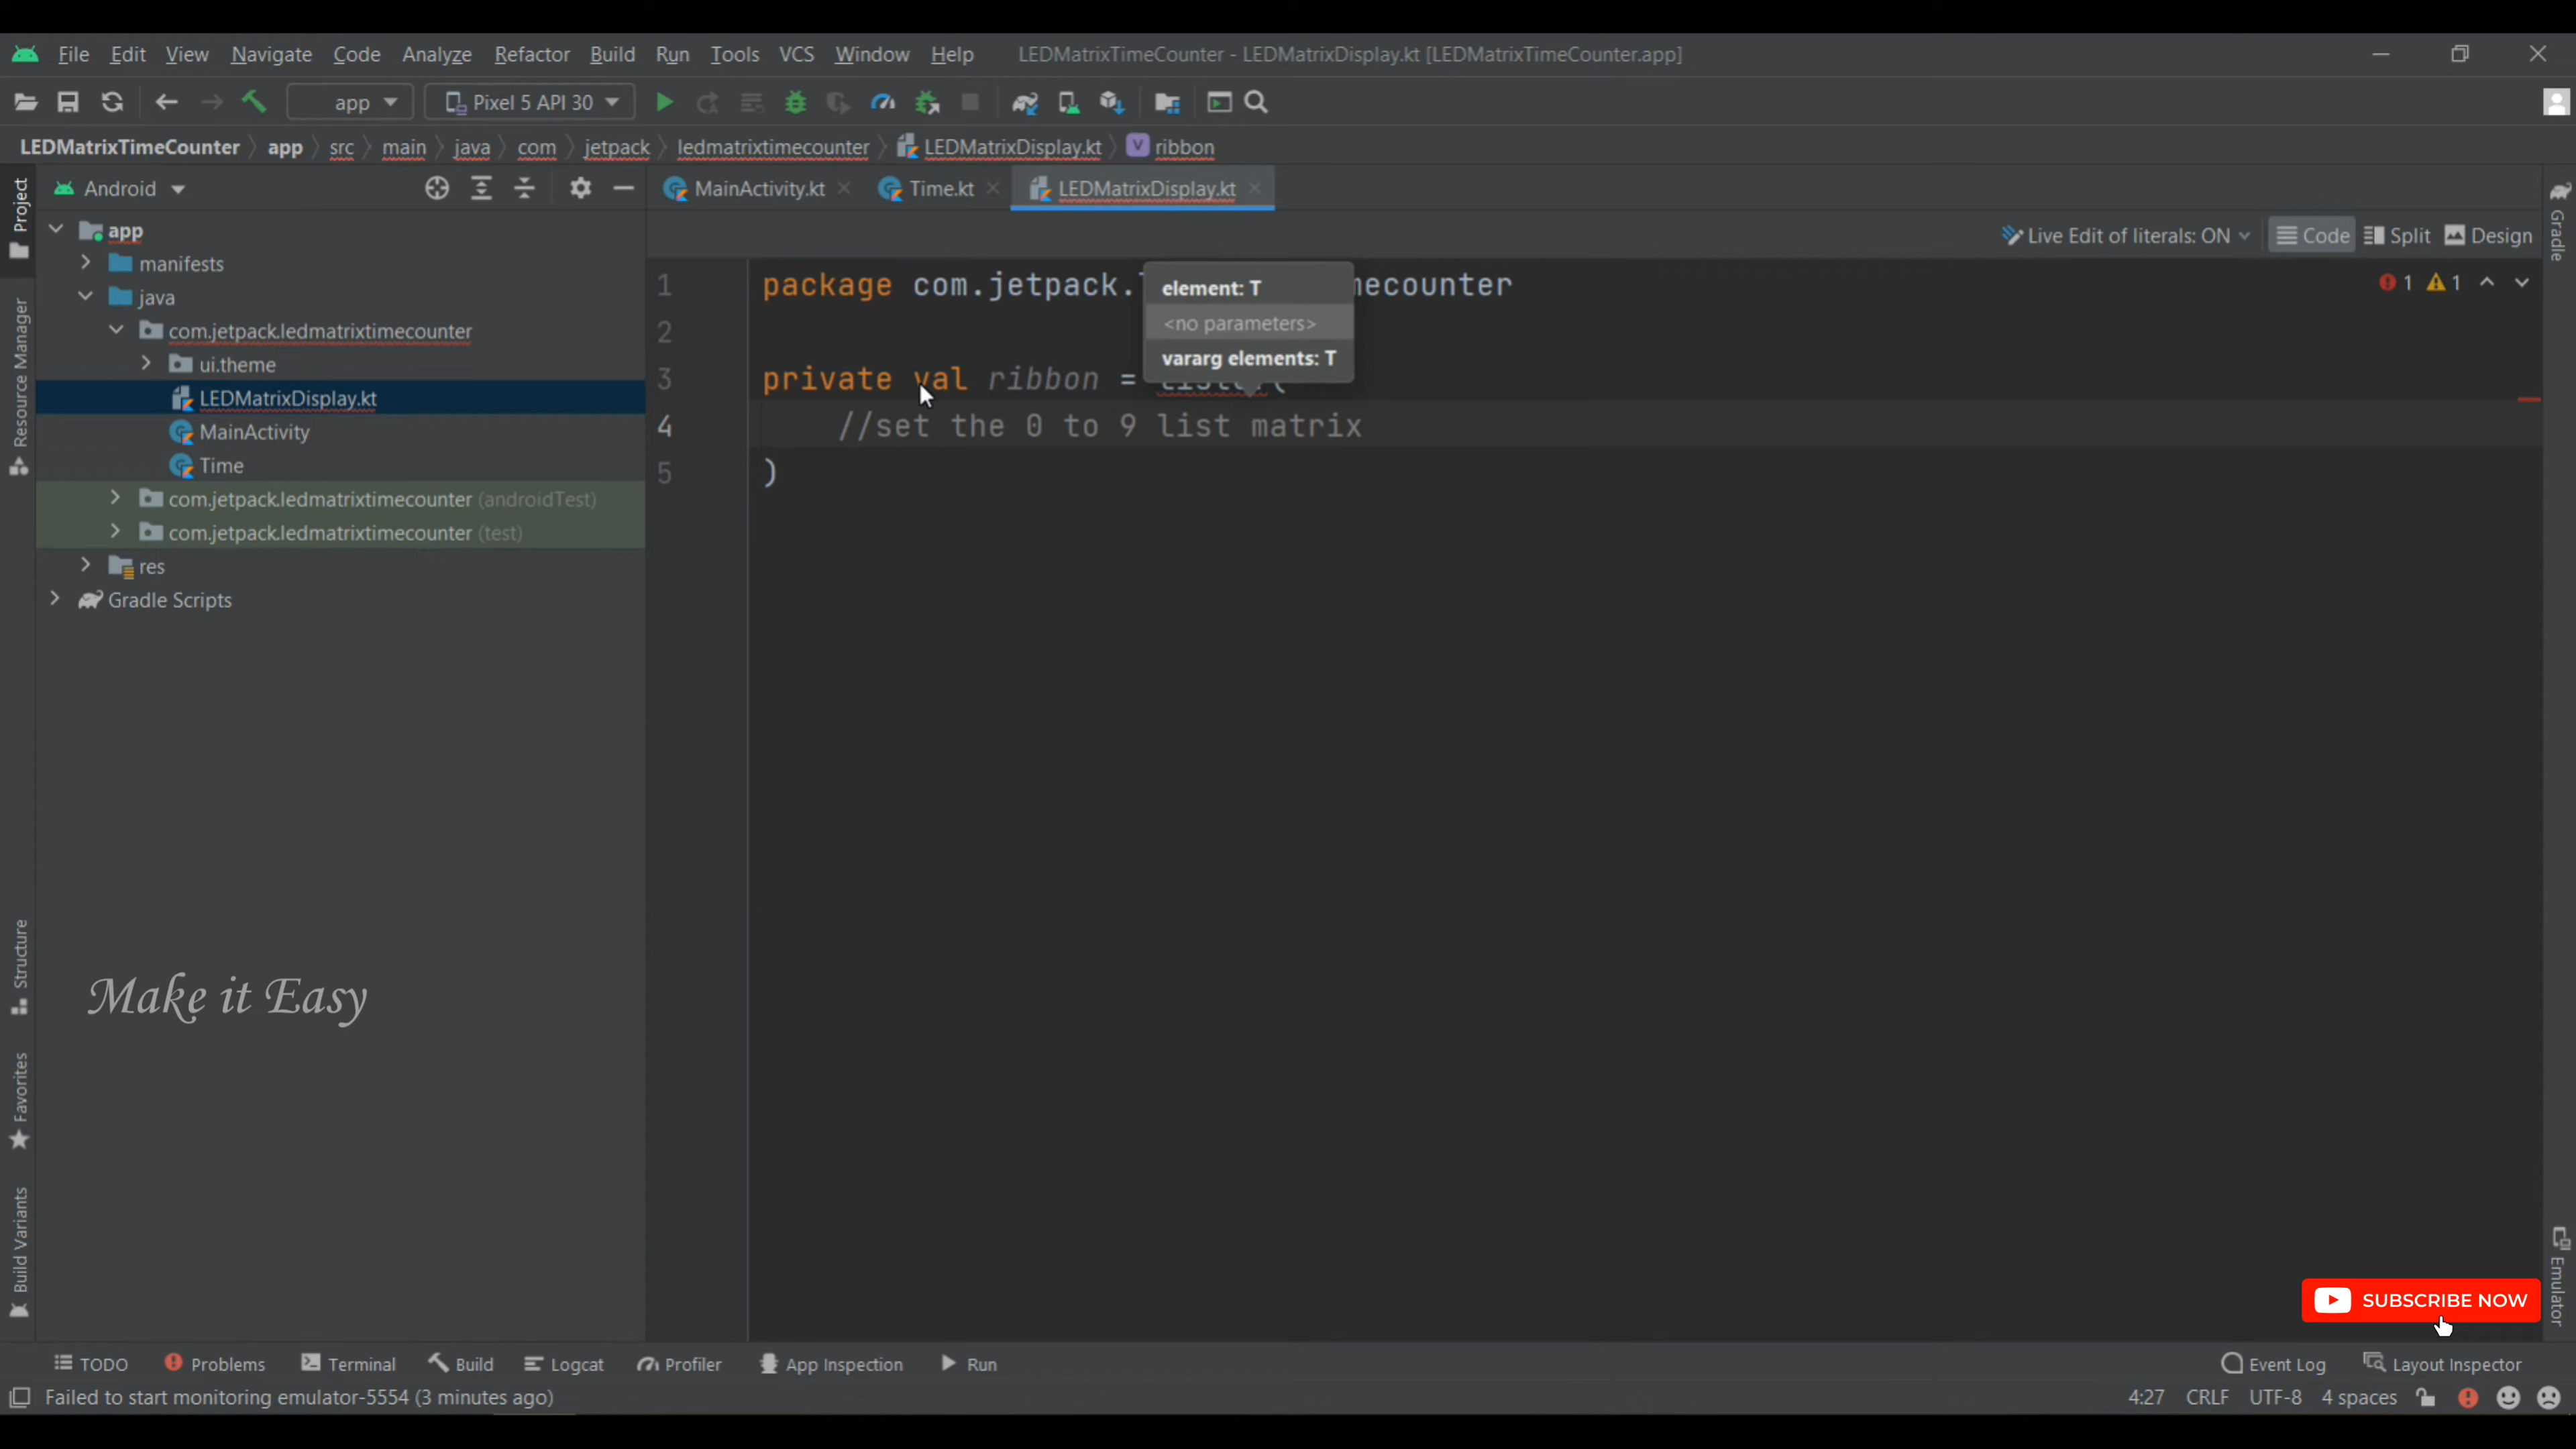 File Edit View Navigate Code Analyze Refactor Build Run Tools VCS Window Help LEDMatrixTimeCounter - LEDMatrixDisplay.kt [LEDMatrixTimeCounter.app]
app Pixel 5 API 30
LEDMatrixTimeCounter app src main java com jetpack ledmatrixtimecounter LEDMatrixDisplay.kt V ribbon
Android MainActivity.kt Time.kt LEDMatrixDisplay.kt
Live Edit of literals: ON Code Split Design
Project
Resource Manager
Structure
Favorites
Build Variants
app
manifests
java
com.jetpack.ledmatrixtimecounter
ui.theme
LEDMatrixDisplay.kt
MainActivity
Time
com.jetpack.ledmatrixtimecounter (androidTest)
com.jetpack.ledmatrixtimecounter (test)
res
Gradle Scripts
Make it Easy
element: T
<no parameters>
vararg elements: T
1 package com.jetpack. mecounter
2
3 private val ribbon = listOf(
4 //set the 0 to 9 list matrix
5 )
1 1
Gradle
Emulator
SUBSCRIBE NOW
TODO Problems Terminal Build Logcat Profiler App Inspection Run Event Log Layout Inspector
Failed to start monitoring emulator-5554 (3 minutes ago) 4:27 CRLF UTF-8 4 spaces